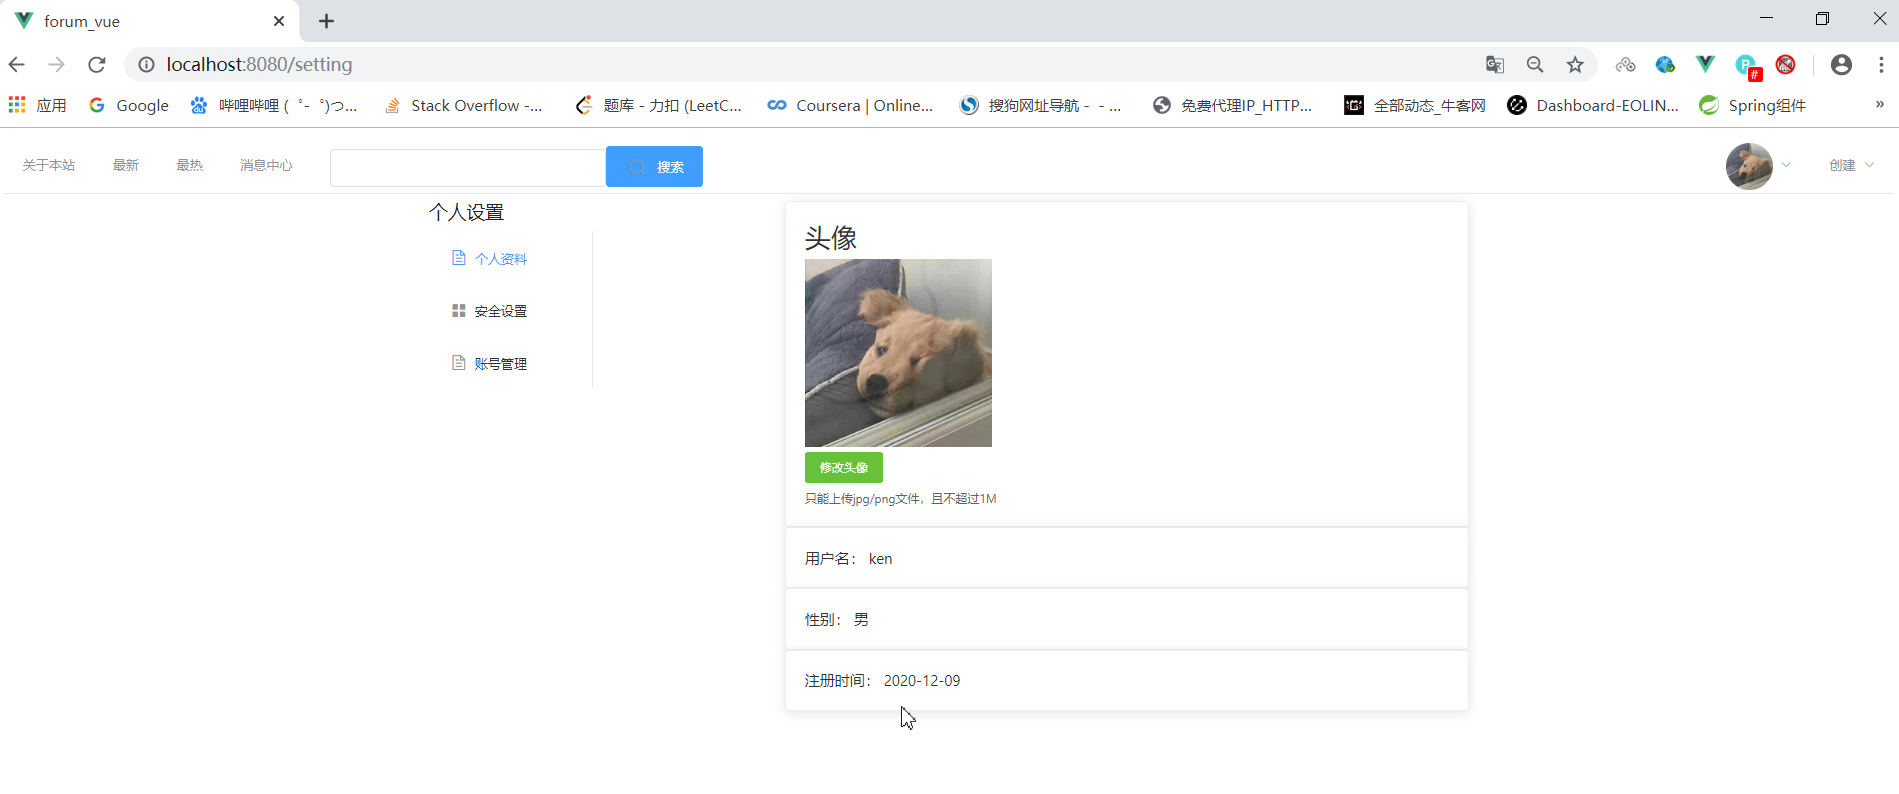 forum_vue
localhost:8080/setting
应用 Google 哔哩哔哩 ( ゜- ゜)つ... Stack Overflow -... 题库 - 力扣 (LeetC... Coursera | Online... 搜狗网址导航 - - ... 免费代理IP_HTTP... 全部动态_牛客网 Dashboard-EOLIN... Spring组件 »
关于本站 最新 最热 消息中心 搜索 创建
个人设置
个人资料
安全设置
账号管理
头像
修改头像
只能上传jpg/png文件，且不超过1M
用户名： ken
性别： 男
注册时间： 2020-12-09